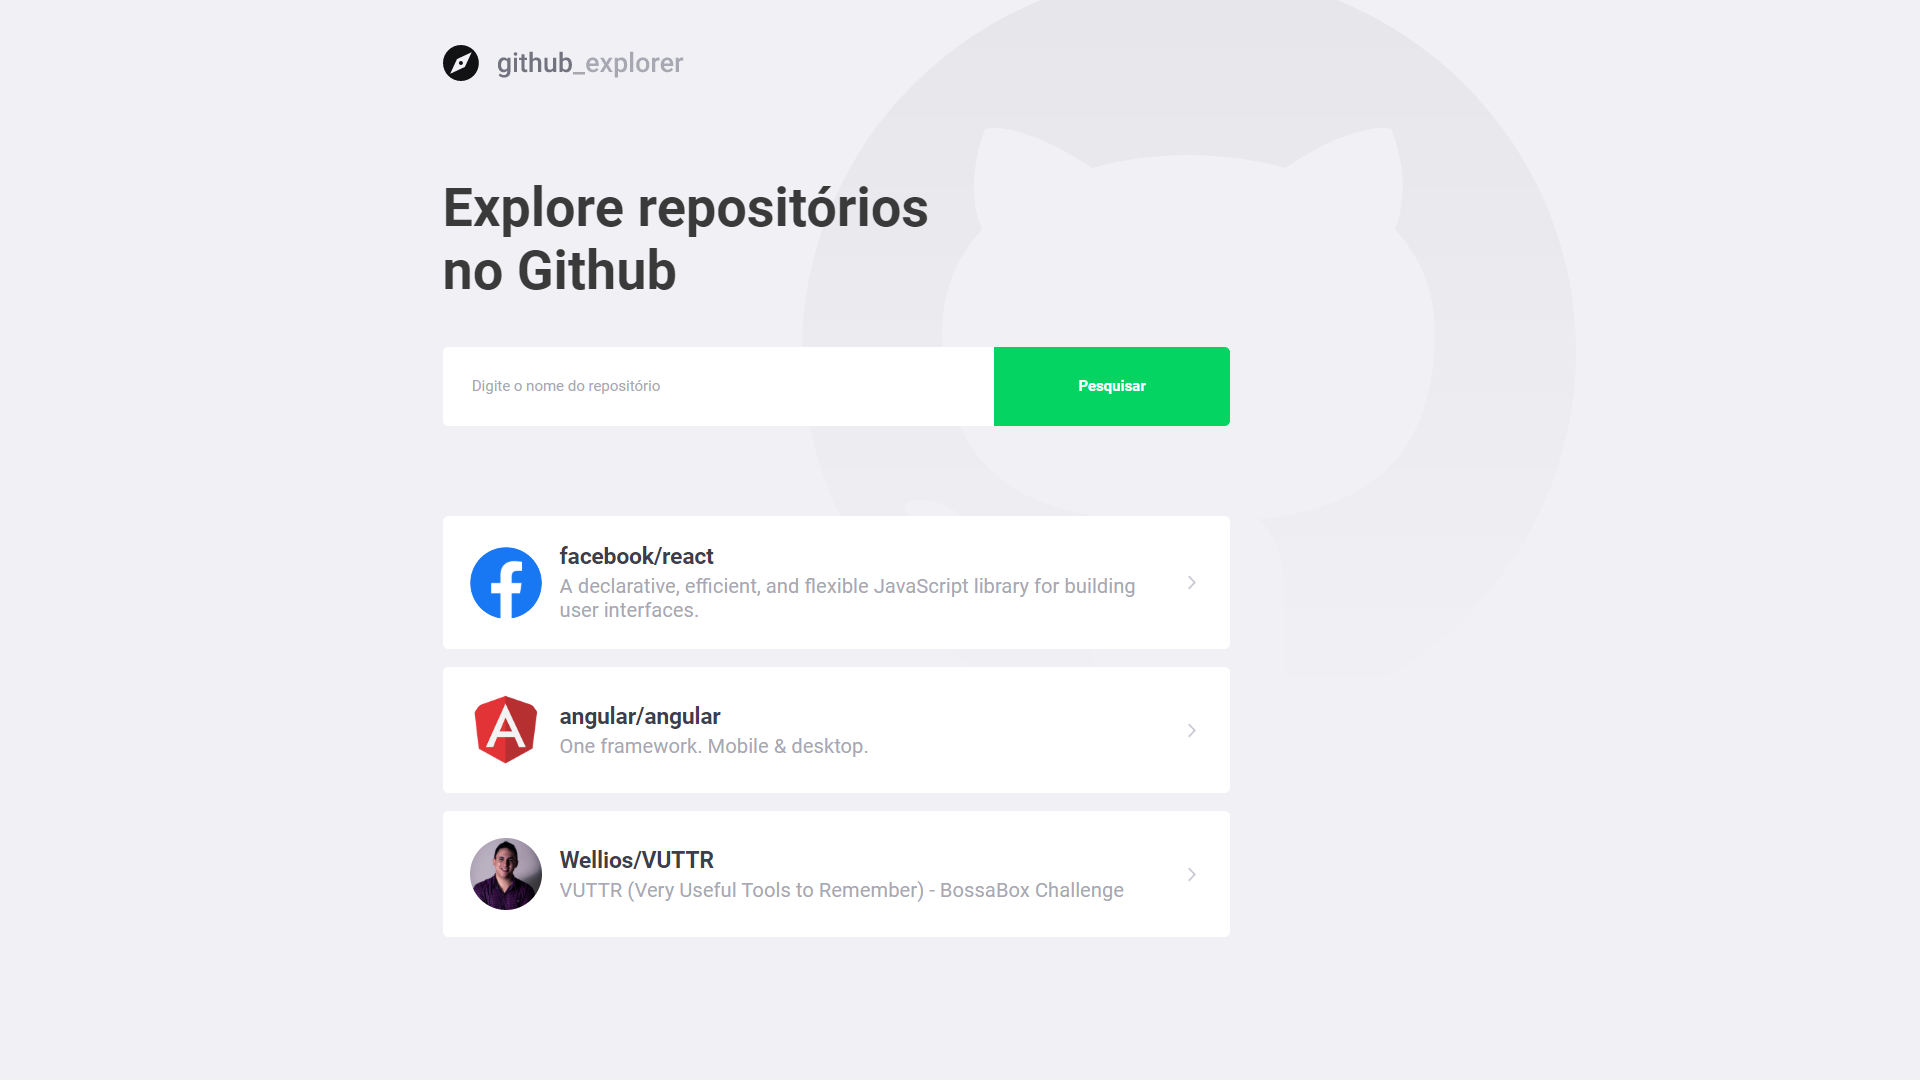 github_explorer
Explore repositórios
no Github
Digite o nome do repositório
Pesquisar
facebook/react
A declarative, efficient, and flexible JavaScript library for building
user interfaces.
angular/angular
One framework. Mobile & desktop.
Wellios/VUTTR
VUTTR (Very Useful Tools to Remember) - BossaBox Challenge